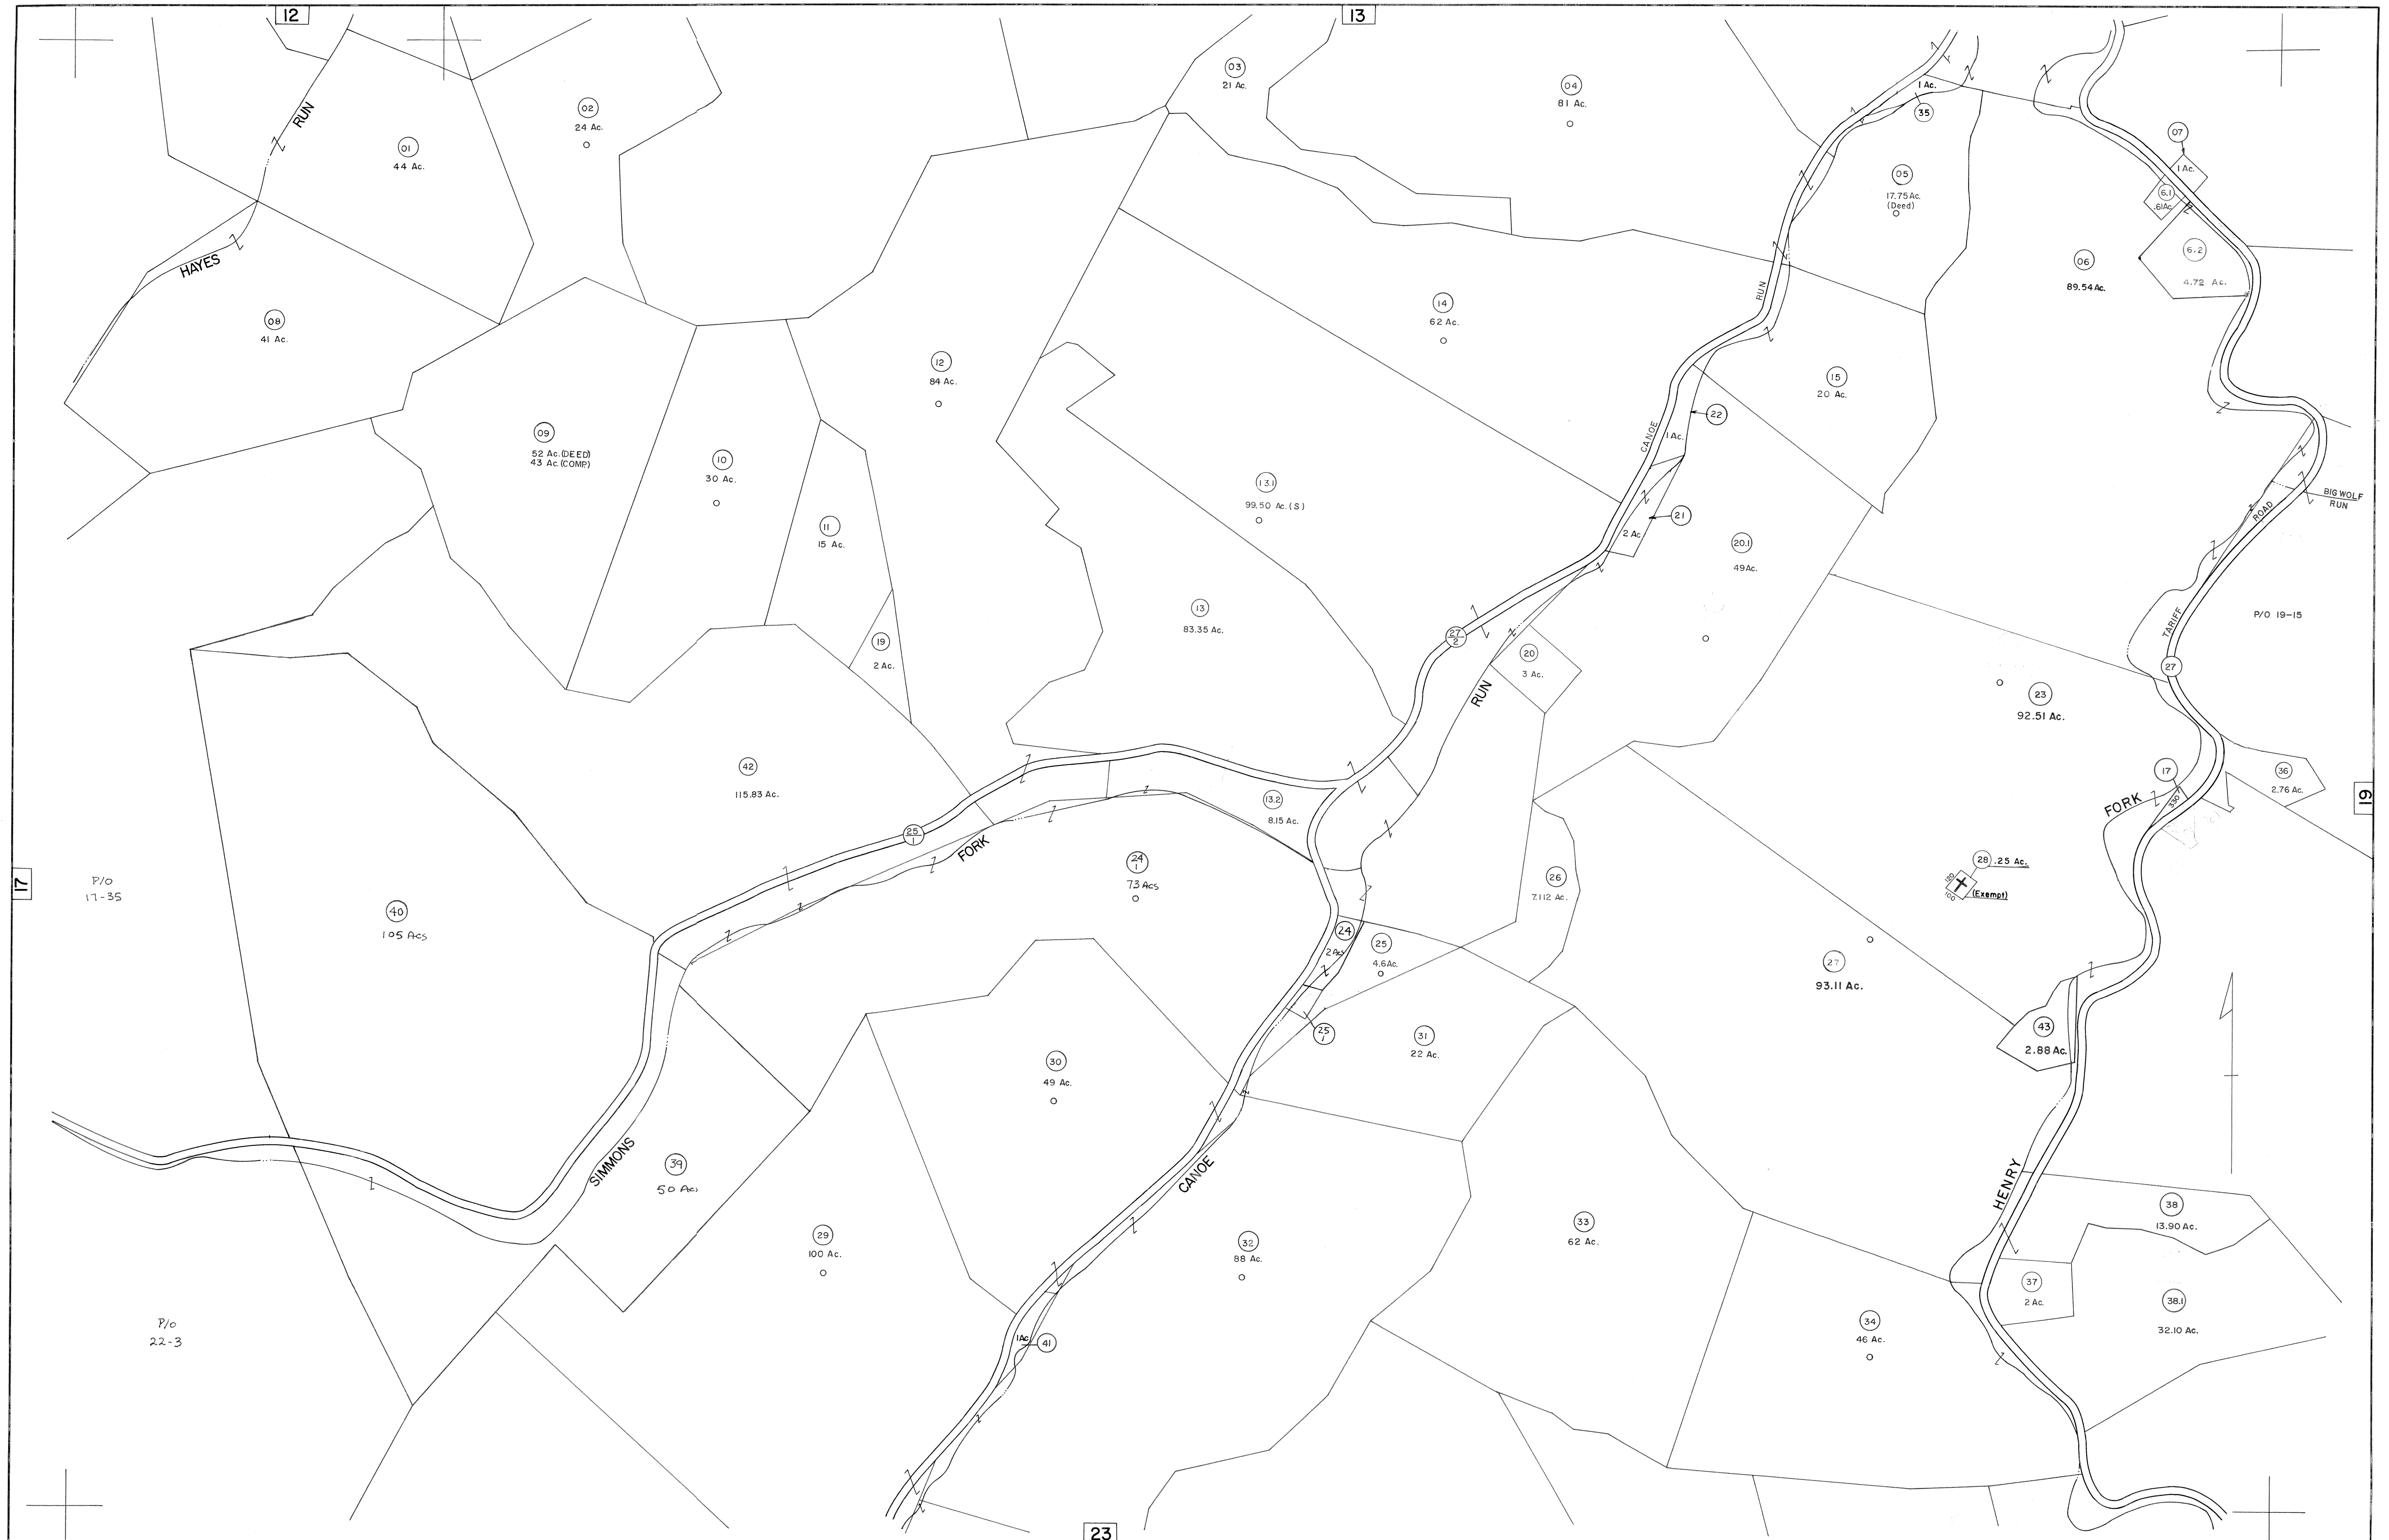 12
13
03
21 Ac.
04
81 Ac.
1 Ac.
35
02
24 Ac.
RUN
01
44 Ac.
07
1 Ac.
05
17.75 Ac.
(Deed)
6.1
.61Ac.
6.2
4.72 Ac.
06
89.54 Ac.
HAYES
08
41 Ac.
RUN
14
62 Ac.
12
84 Ac.
15
20 Ac.
22
CANOE
1 Ac.
09
52 Ac.(DEED)
43 Ac.(COMP.)
10
30 Ac.
13.1
99.50 Ac. (S)
BIG WOLF
RUN
ROAD
21
2 Ac
11
15 Ac.
20.1
49Ac.
13
83.35 Ac.
P/O 19-15
TARIFF
27
2
19
2 Ac.
20
3 Ac.
27
RUN
23
92.51 Ac.
42
115.83 Ac.
17
36
2.76 Ac.
330
19
FORK
13.2
8.15 Ac.
25
1
FORK
24
1
73 Acs
28
.25 Ac.
120
100
(Exempt)
26
7.112 Ac.
17
P/O
17-35
40
105 Acs
24
2 Acs
25
4.6 Ac.
27
93.11 Ac.
25
1
31
22 Ac.
43
2.88 Ac.
30
49 Ac.
SIMMONS
39
50 Acs
CANOE
HENRY
38
13.90 Ac.
29
100 Ac.
32
88 Ac.
33
62 Ac.
37
2 Ac.
38.1
32.10 Ac.
P/O
22-3
34
46 Ac.
1Ac.
41
23